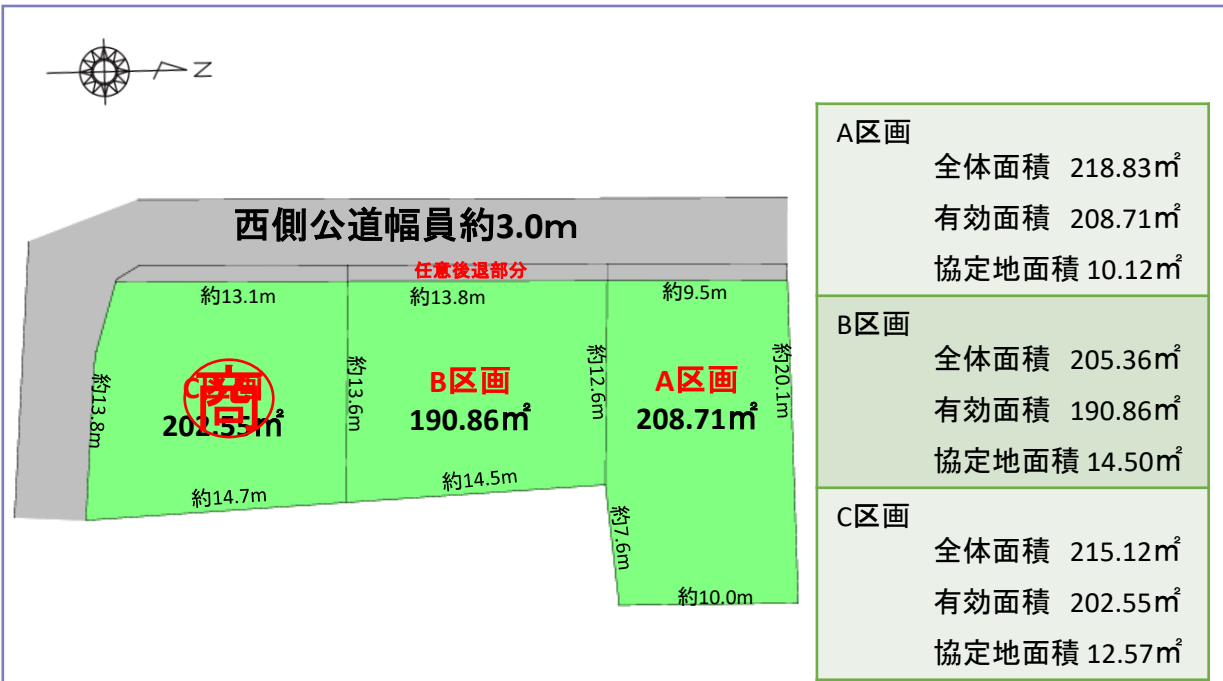 N
西側公道幅員約3.0m
任意後退部分
約13.1m
約13.8m
約9.5m
約13.8m
C区画
商
202.55㎡
約13.6m
B区画
190.86㎡
約12.6m
A区画
208.71㎡
約20.1m
約14.7m
約14.5m
約7.6m
約10.0m
A区画
全体面積 218.83㎡
有効面積 208.71㎡
協定地面積 10.12㎡
B区画
全体面積 205.36㎡
有効面積 190.86㎡
協定地面積 14.50㎡
C区画
全体面積 215.12㎡
有効面積 202.55㎡
協定地面積 12.57㎡